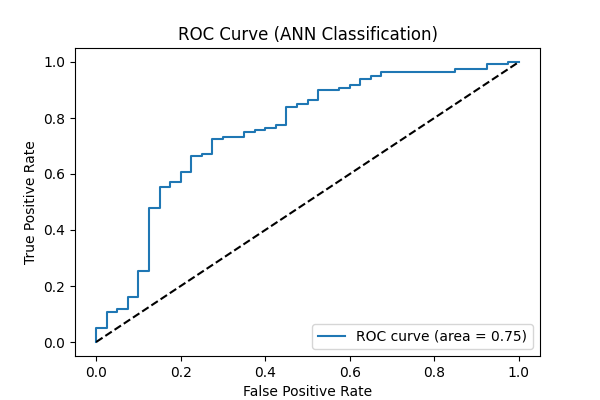 ROC Curve (ANN Classification)
1.0
0.8
0.6
0.4
0.2
0.0
True Positive Rate
ROC curve (area = 0.75)
0.0 0.2 0.4 0.6 0.8 1.0
False Positive Rate